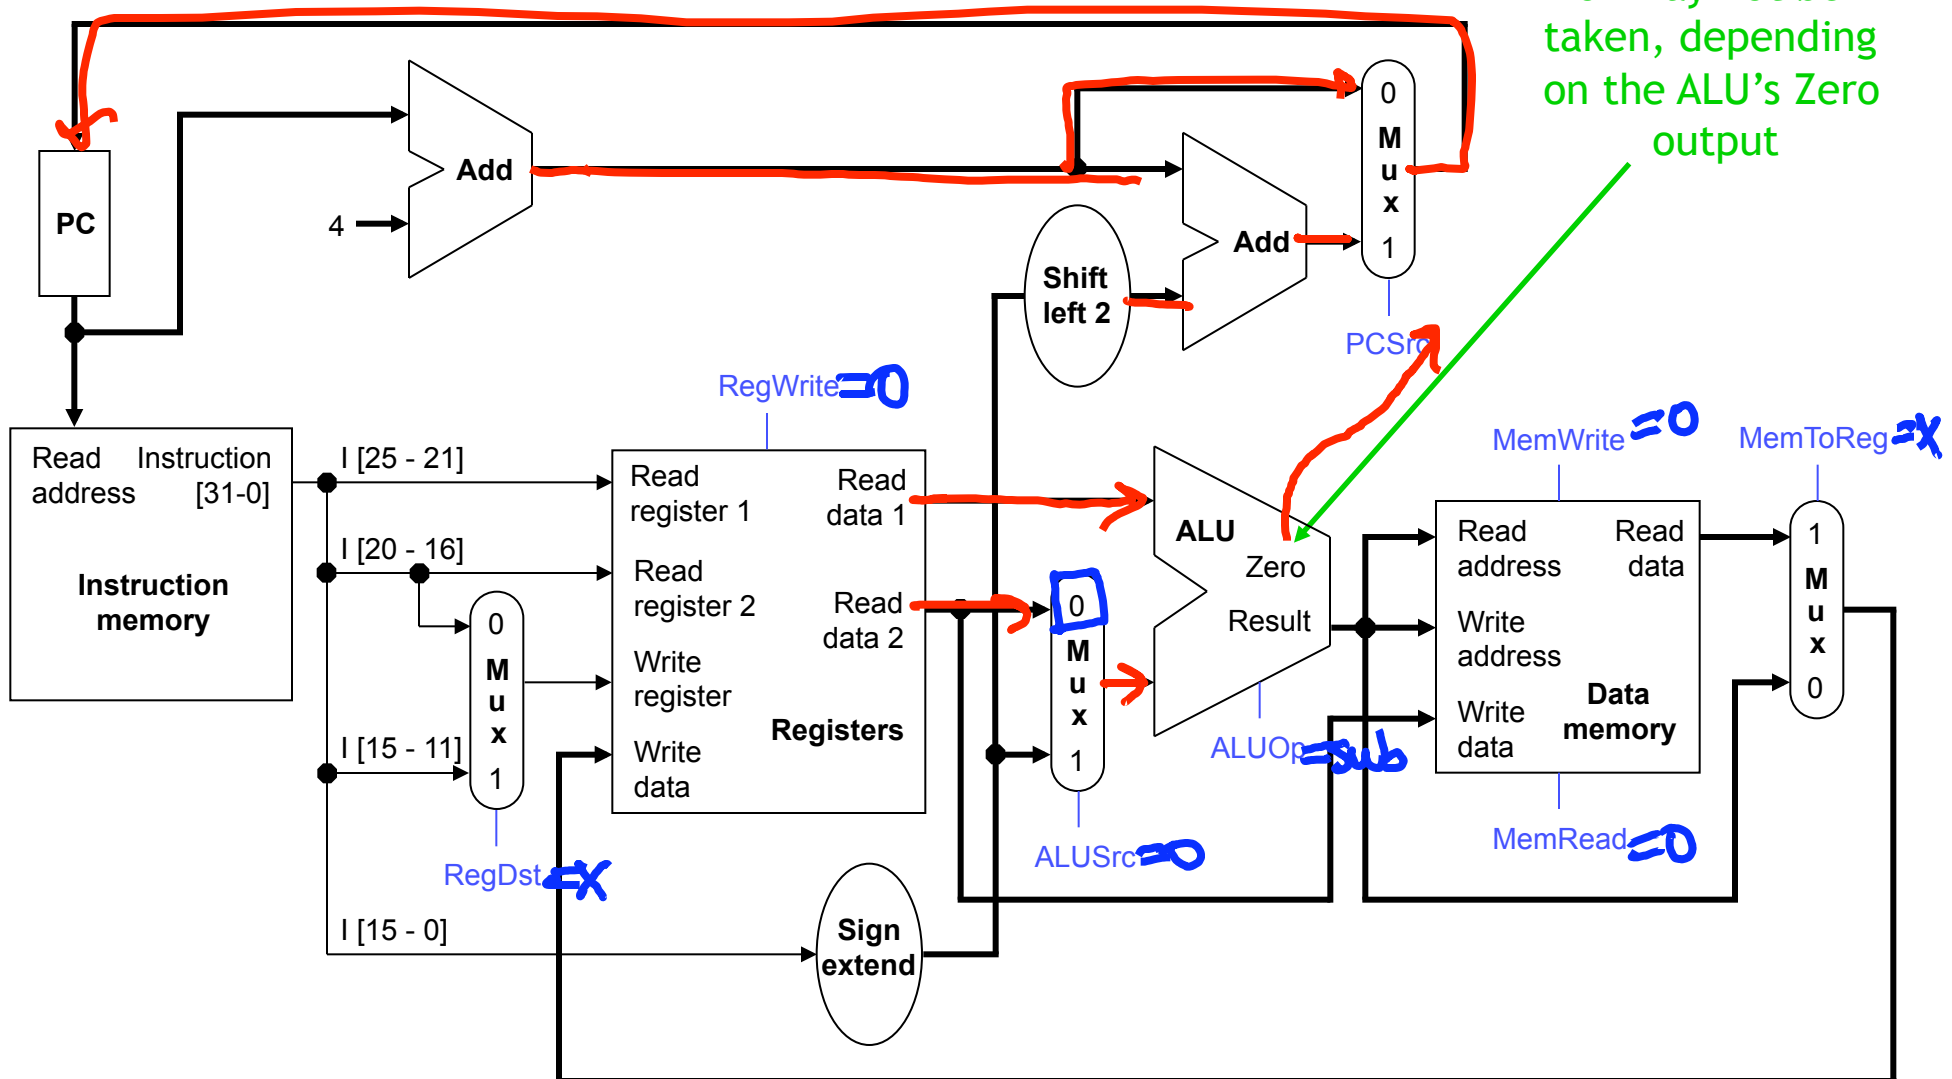 taken, depending
on the ALU’s Zero
output
0
M
u
x
1
Add
PC
4
Add
Shift
left 2
PCSrc
RegWrite =0
MemWrite =0
MemToReg =X
Read address
Instruction [31-0]
Instruction memory
I [25 - 21]
I [20 - 16]
I [15 - 11]
I [15 - 0]
0
M
u
x
1
RegDst =X
Read register 1
Read register 2
Write register
Write data
Read data 1
Read data 2
Registers
0
M
u
x
1
ALUSrc =0
ALU
Zero
Result
ALUOp =sub
Read address
Write address
Write data
Read data
Data memory
MemRead =0
1
M
u
x
0
Sign
extend